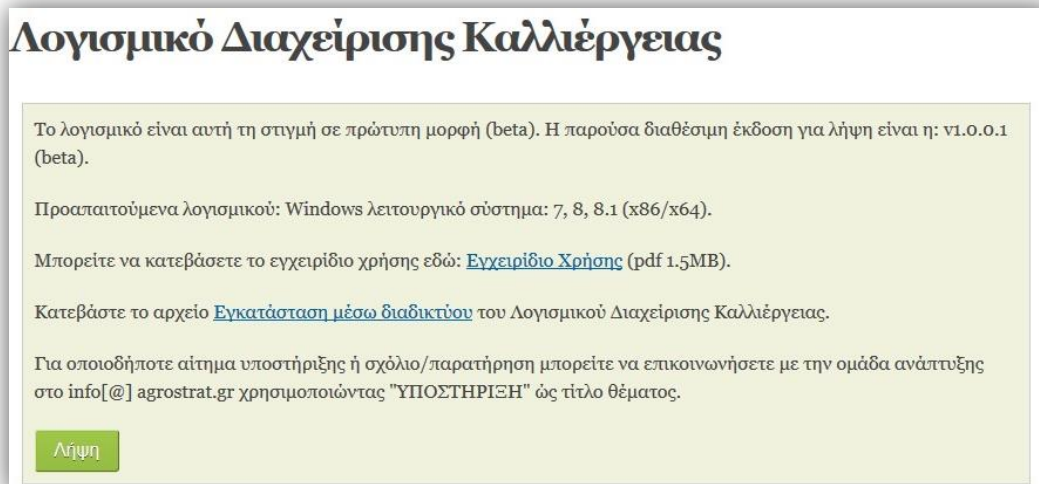 Λογισμικό Διαχείρισης Καλλιέργειας
Το λογισμικό είναι αυτή τη στιγμή σε πρώτυπη μορφή (beta). Η παρούσα διαθέσιμη έκδοση για λήψη είναι η: v1.0.0.1
(beta).
Προαπαιτούμενα λογισμικού: Windows λειτουργικό σύστημα: 7, 8, 8.1 (x86/x64).
Μπορείτε να κατεβάσετε το εγχειρίδιο χρήσης εδώ: Εγχειρίδιο Χρήσης (pdf 1.5MB).
Κατεβάστε το αρχείο Εγκατάσταση μέσω διαδικτύου του Λογισμικού Διαχείρισης Καλλιέργειας.
Για οποιοδήποτε αίτημα υποστήριξης ή σχόλιο/παρατήρηση μπορείτε να επικοινωνήσετε με την ομάδα ανάπτυξης
στο info[@] agrostrat.gr χρησιμοποιώντας "ΥΠΟΣΤΗΡΙΞΗ" ώς τίτλο θέματος.
Λήψη